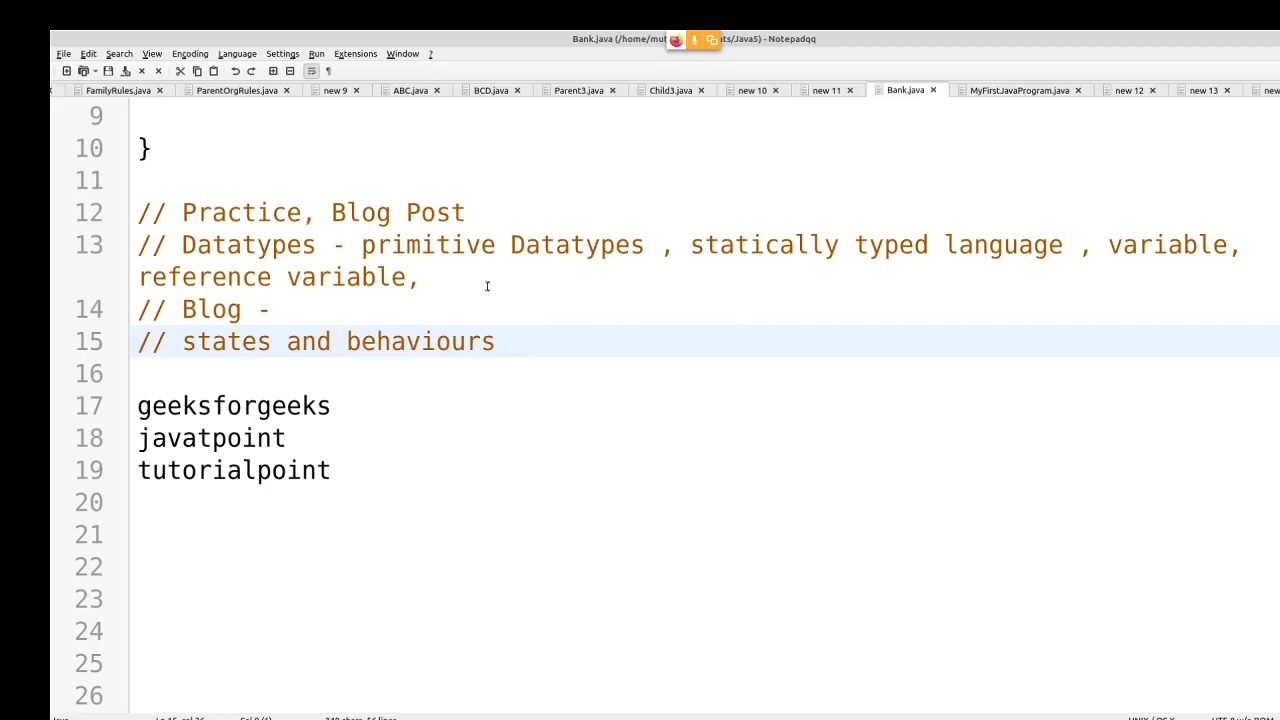 Bank.java (/home/mut ts/Java5) - Notepadqq
File Edit Search View Encoding Language Settings Run Extensions Window ?
FamilyRules.java ParentOrgRules.java new 9 ABC.java BCD.java Parent3.java Child3.java new 10 new 11 Bank.java MyFirstJavaProgram.java new 12 new 13 new
9
10 }
11
12 // Practice, Blog Post
13 // Datatypes - primitive Datatypes , statically typed language , variable,
reference variable,
14 // Blog -
15 // states and behaviours
16
17 geeksforgeeks
18 javatpoint
19 tutorialpoint
20
21
22
23
24
25
26